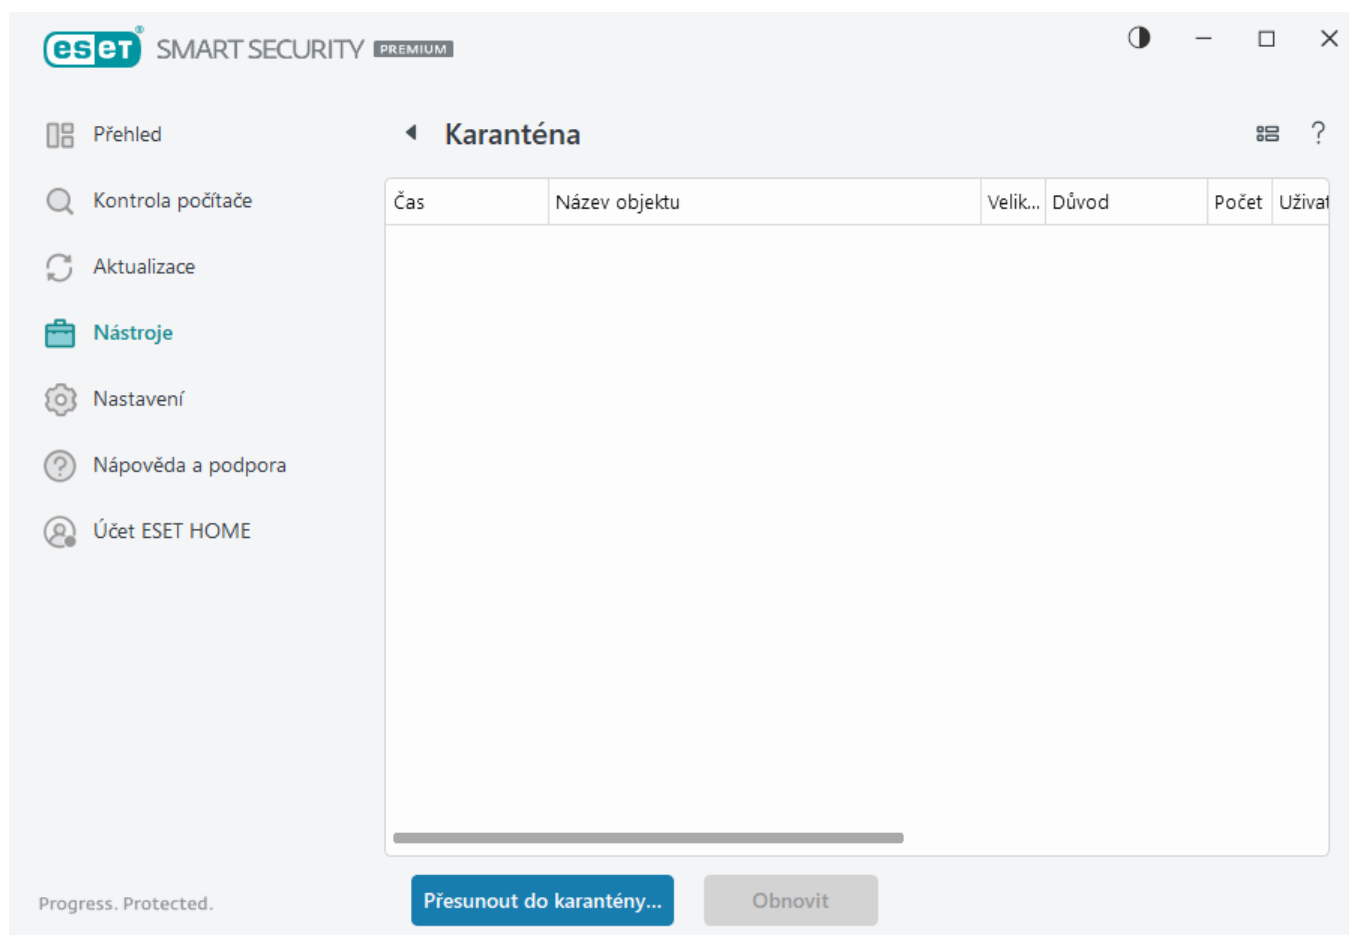 eset® SMART SECURITY PREMIUM
Přehled
Kontrola počítače
Aktualizace
Nástroje
Nastavení
Nápověda a podpora
Účet ESET HOME
Progress. Protected.
Karanténa
?
Čas Název objektu Velik... Důvod Počet Uživat
Přesunout do karantény... Obnovit